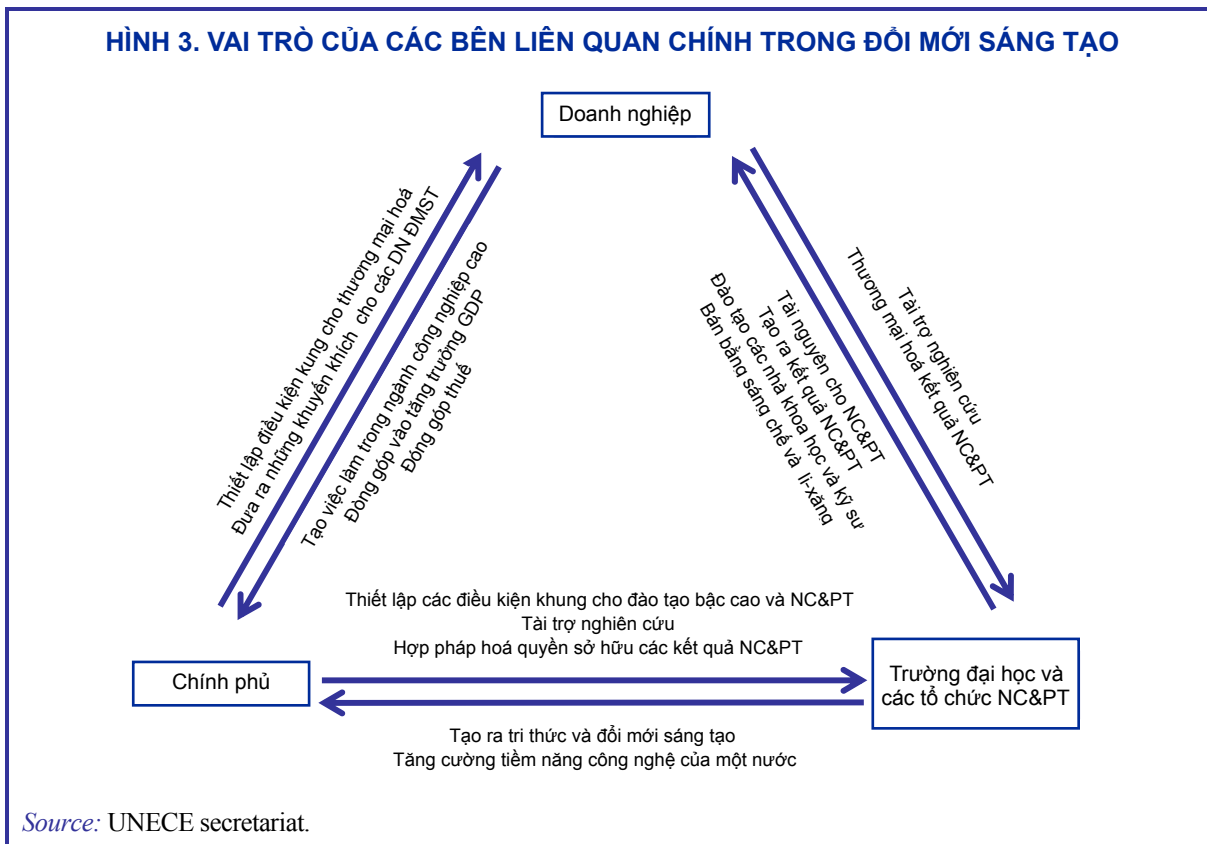 HÌNH 3. VAI TRÒ CỦA CÁC BÊN LIÊN QUAN CHÍNH TRONG ĐỔI MỚI SÁNG TẠO
Doanh nghiệp
Thiết lập điều kiện kung cho thương mại hoá
Đưa ra những khuyến khích cho các DN ĐMST
Tạo việc làm trong ngành công nghiệp cao
Đòng góp vào tăng trường GDP
Đóng góp thuế
Tài nguyên cho NC&PT
Tạo ra kết quả NC&PT
Đào tạo các nhà khoa học và kỹ sư
Bán bằng sáng chế và li-xăng
Tài trợ nghiên cứu
Thương mại hoá kết quả NC&PT
Thiết lập các điều kiện khung cho đào tạo bậc cao và NC&PT
Tài trợ nghiên cứu
Hợp pháp hoá quyền sở hữu các kết quả NC&PT
Chính phủ
Trường đại học và
các tổ chức NC&PT
Tạo ra tri thức và đổi mới sáng tạo
Tăng cường tiềm năng công nghệ của một nước
Source: UNECE secretariat.